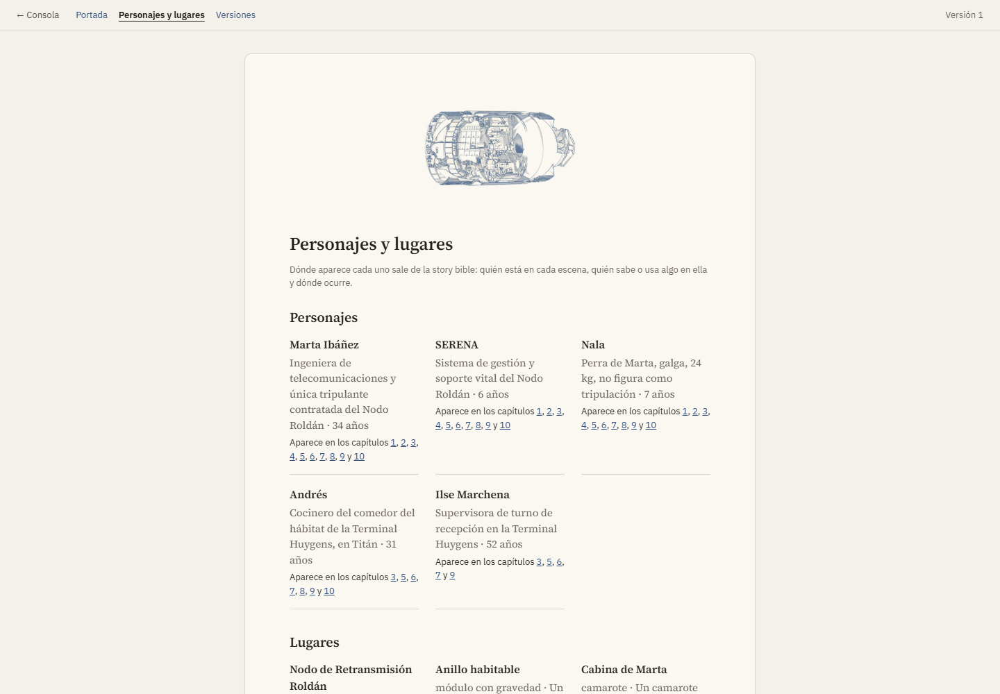 ← Consola Portada Personajes y lugares Versiones Versión 1
Personajes y lugares
Dónde aparece cada uno sale de la story bible: quién está en cada escena, quién sabe o usa algo en ella
y dónde ocurre.
Personajes
Marta Ibáñez
Ingeniera de
telecomunicaciones y
única tripulante
contratada del Nodo
Roldán · 34 años
Aparece en los capítulos 1, 2, 3,
4, 5, 6, 7, 8, 9 y 10
SERENA
Sistema de gestión y
soporte vital del Nodo
Roldán · 6 años
Aparece en los capítulos 1, 2, 3,
4, 5, 6, 7, 8, 9 y 10
Nala
Perra de Marta, galga, 24
kg, no figura como
tripulación · 7 años
Aparece en los capítulos 1, 2, 3,
4, 5, 6, 7, 8, 9 y 10
Andrés
Cocinero del comedor del
hábitat de la Terminal
Huygens, en Titán · 31
años
Aparece en los capítulos 3, 5, 6,
7, 8, 9 y 10
Ilse Marchena
Supervisora de turno de
recepción en la Terminal
Huygens · 52 años
Aparece en los capítulos 3, 5, 6,
7 y 9
Lugares
Nodo de Retransmisión
Roldán
Anillo habitable
módulo con gravedad · Un
Cabina de Marta
camarote · Un camarote